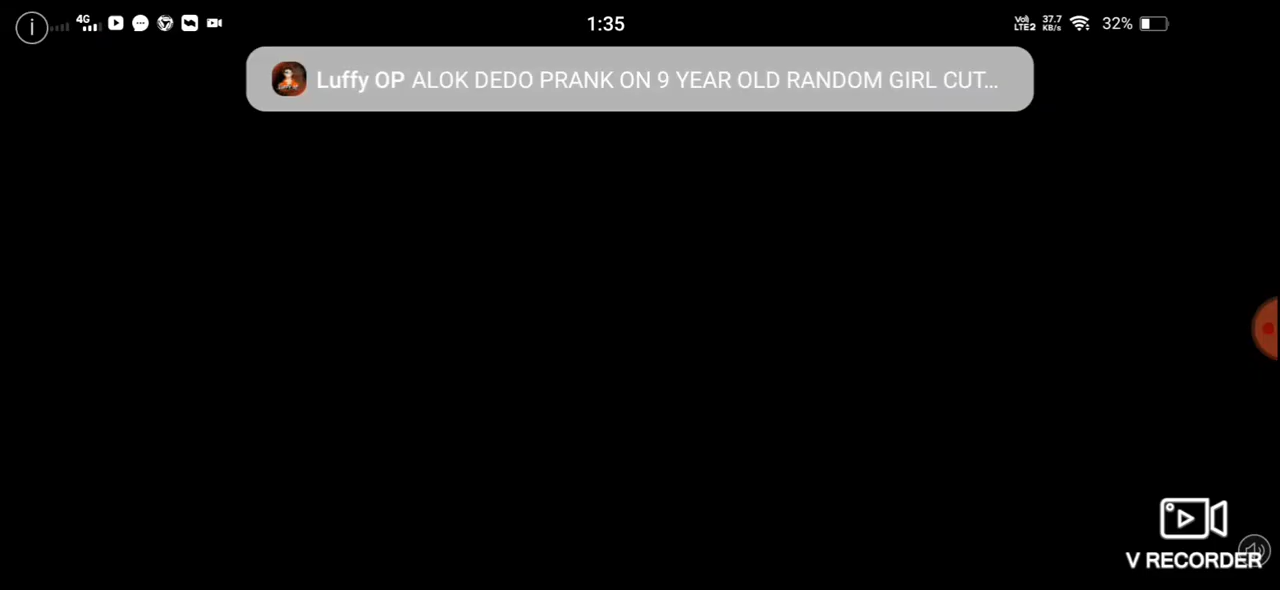 4G 1:35 Vo) LTE2 37.7 KB/s 32%
Luffy OP ALOK DEDO PRANK ON 9 YEAR OLD RANDOM GIRL CUT...
V RECORDER